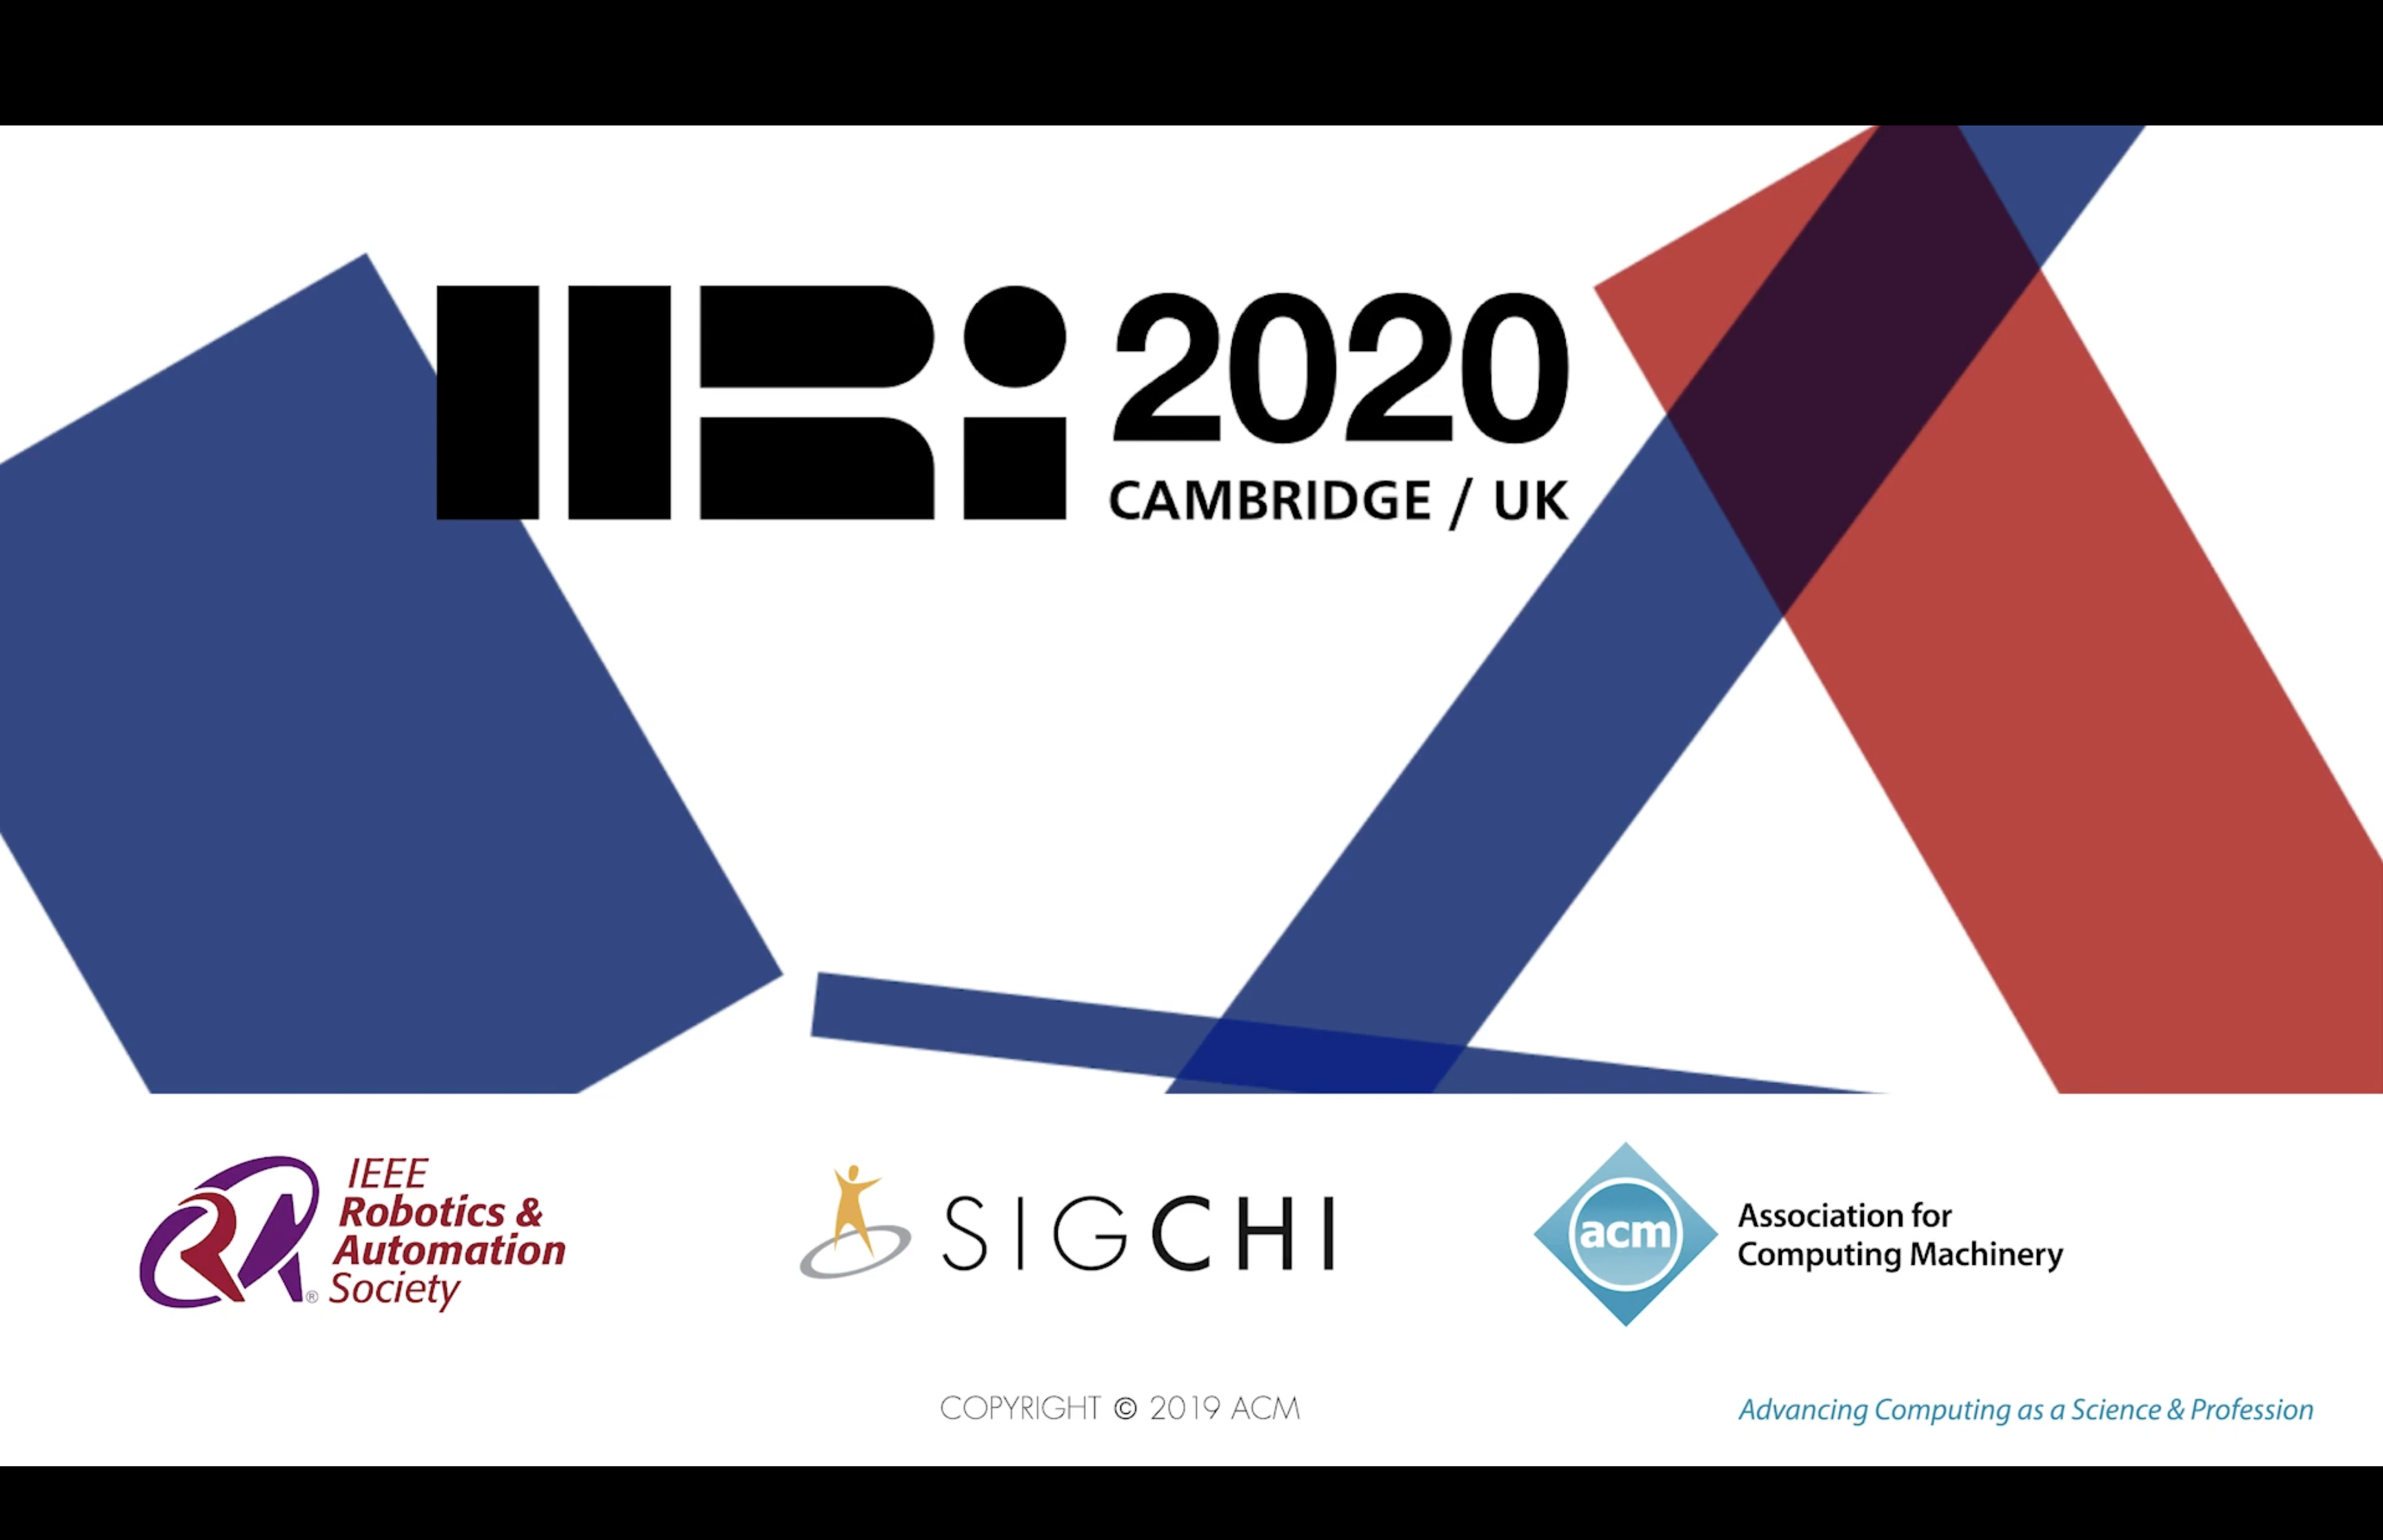 HRi 2020
CAMBRIDGE / UK
IEEE
Robotics &
Automation
Society
®
SIGCHI
acm
Association for
Computing Machinery
COPYRIGHT © 2019 ACM
Advancing Computing as a Science & Profession